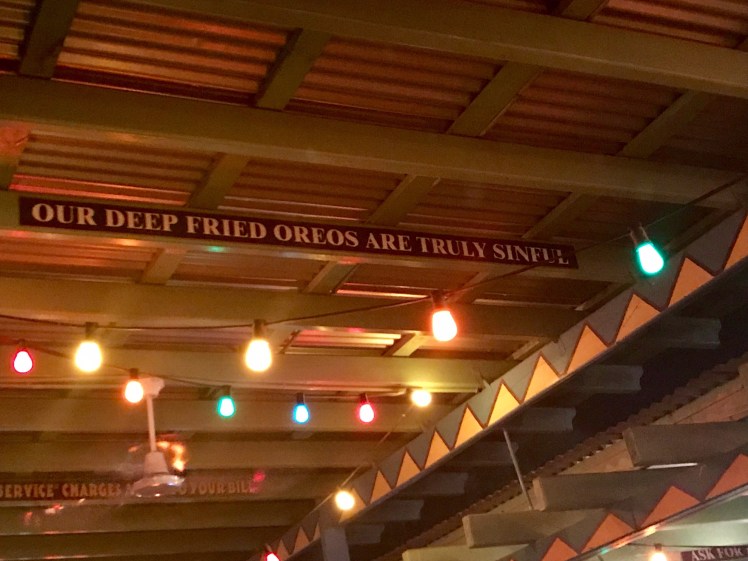 OUR DEEP FRIED OREOS ARE TRULY SINFUL
SERVICE CHARGES YOUR BILL
ASK FOR